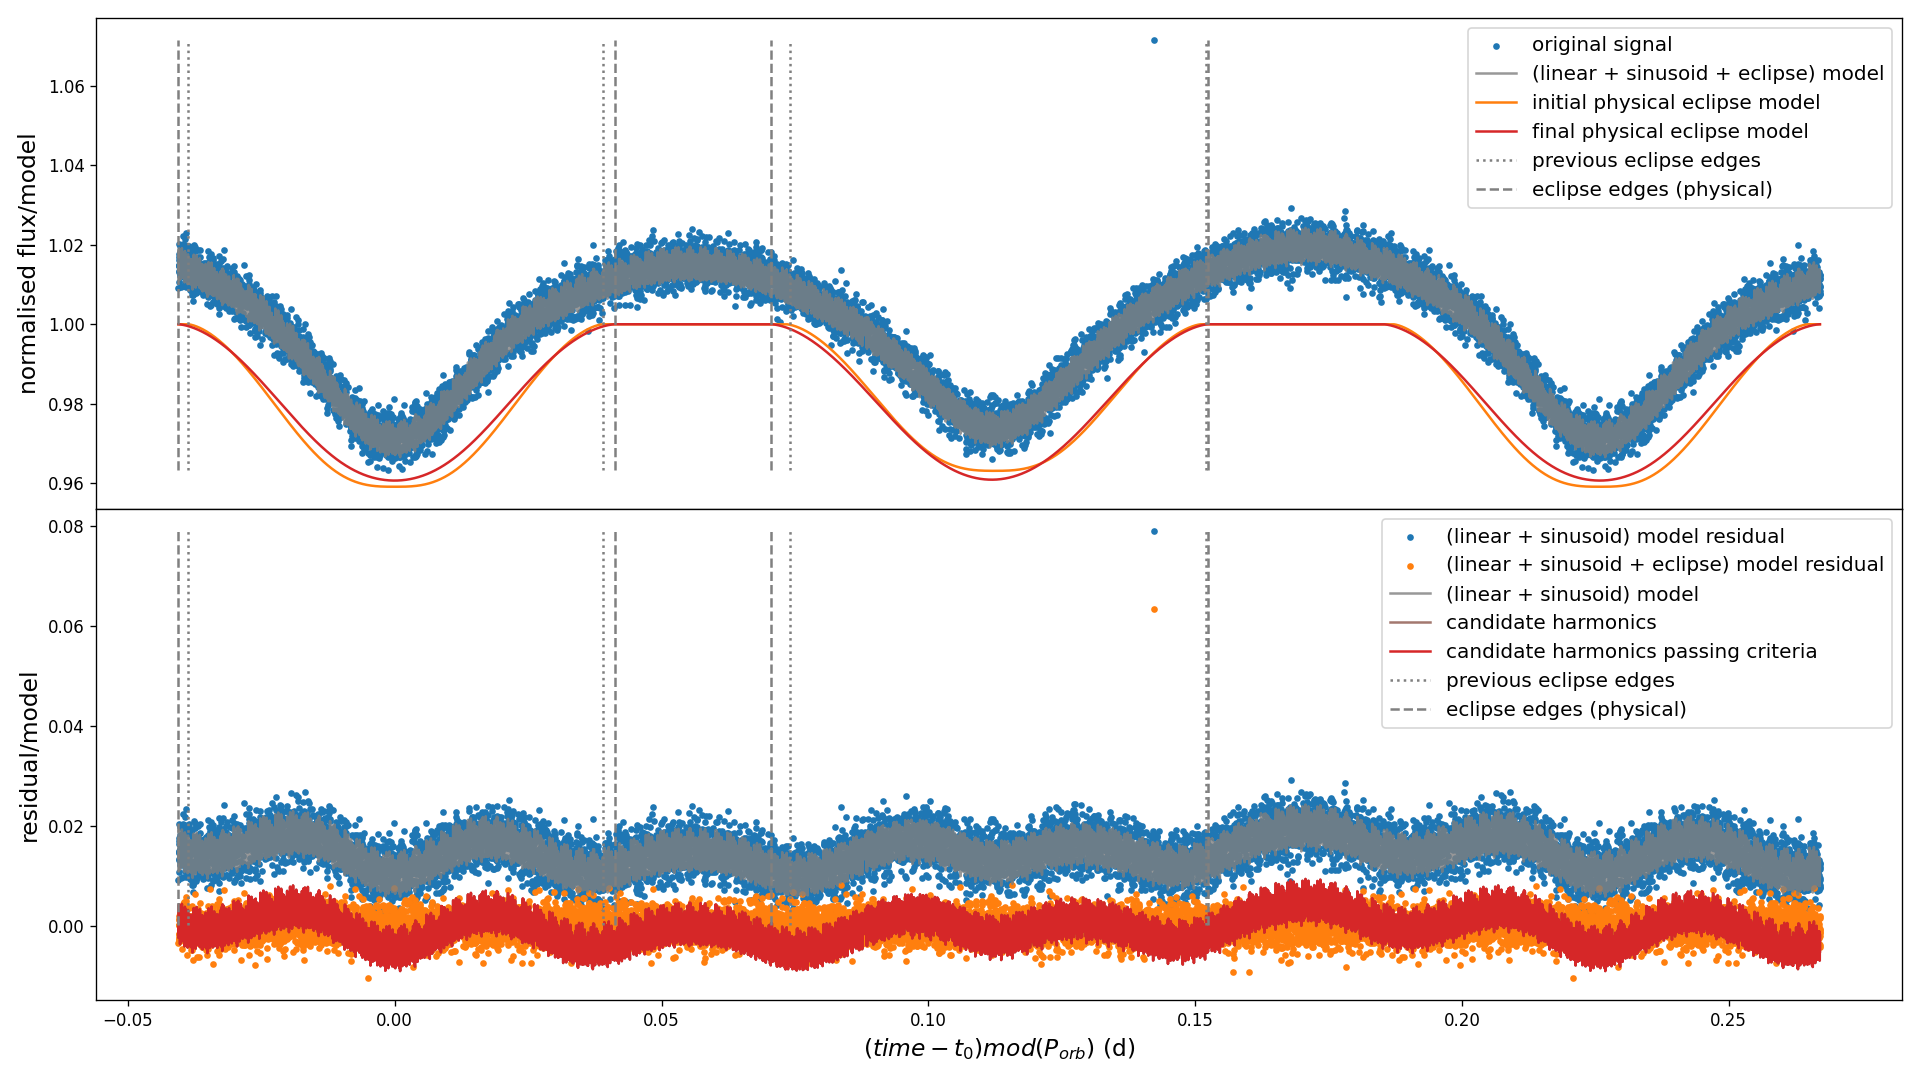 normalised flux/model
1.06
1.04
1.02
1.00
0.98
0.96
original signal
(linear + sinusoid + eclipse) model
initial physical eclipse model
final physical eclipse model
previous eclipse edges
eclipse edges (physical)
residual/model
0.08
0.06
0.04
0.02
0.00
(linear + sinusoid) model residual
(linear + sinusoid + eclipse) model residual
(linear + sinusoid) model
candidate harmonics
candidate harmonics passing criteria
previous eclipse edges
eclipse edges (physical)
−0.05 0.00 0.05 0.10 0.15 0.20 0.25
(time − t₀)mod(P_orb) (d)